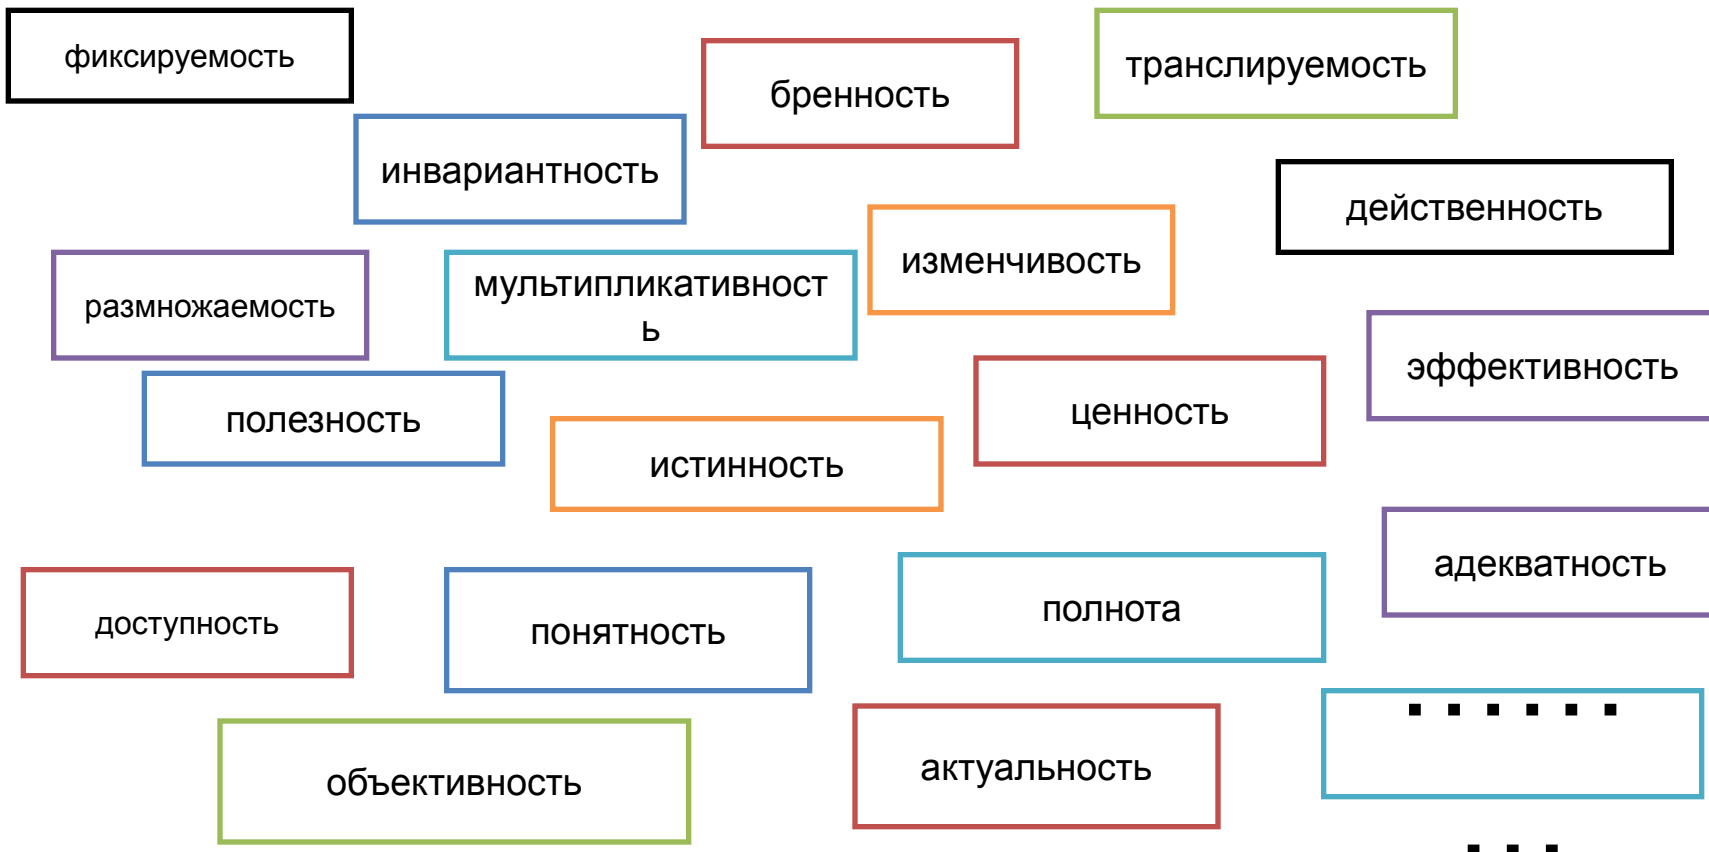 фиксируемость
бренность
транслируемость
инвариантность
действенность
изменчивость
размножаемость
мультипликативност
ь
эффективность
полезность
ценность
истинность
адекватность
доступность
понятность
полнота
......
объективность
актуальность
...